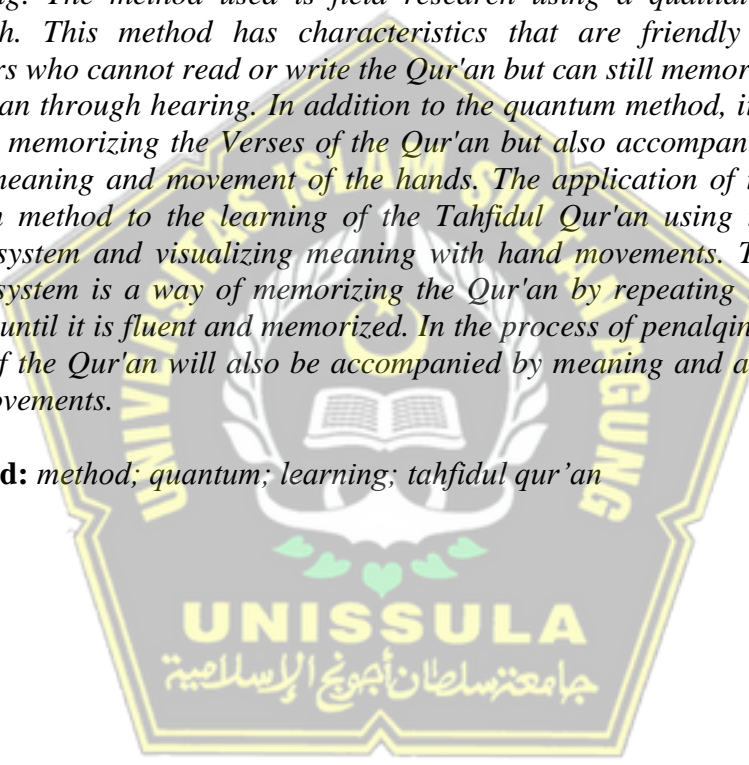 ng. The method used is field research using a qualita
h. This method has characteristics that are friendly
rs who cannot read or write the Qur'an but can still memor
an through hearing. In addition to the quantum method, i
memorizing the Verses of the Qur'an but also accompan
eaning and movement of the hands. The application of
n method to the learning of the Tahfidul Qur'an using
system and visualizing meaning with hand movements. T
system is a way of memorizing the Qur'an by repeating
until it is fluent and memorized. In the process of penalqin
of the Qur'an will also be accompanied by meaning and a
ovements.
d: method; quantum; learning; tahfidul qur'an
UNIVERSITAS ISLAM SULTAN AGUNG
UNISSULA
جامعتسلطان أجونج الإسلامية